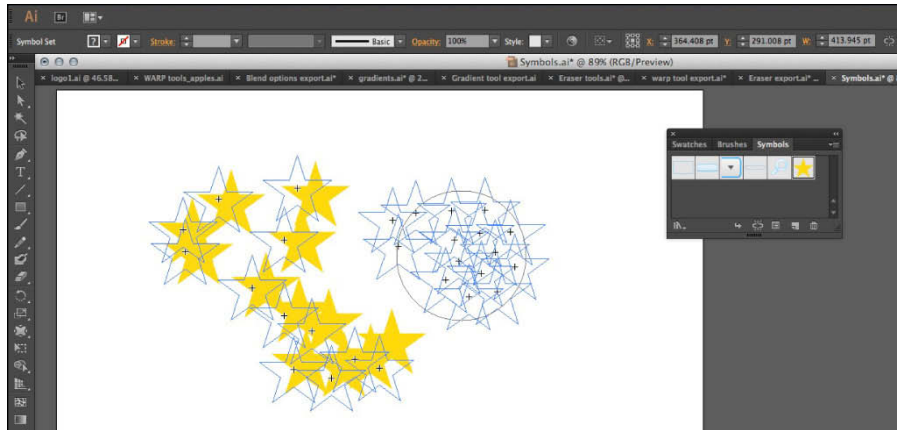 Ai Br
Symbol Set ? Stroke: Basic Opacity: 100% Style: X: 364.408 pt Y: 291.008 pt W: 413.945 pt
Symbols.ai* @ 89% (RGB/Preview)
× logo1.ai @ 46.58... × WARP tools_apples.ai × Blend options export.ai* × gradients.ai* @ 2... × Gradient tool export.ai × Eraser tools.ai* @... × warp tool export.ai* × Eraser export.ai* ... × Symbols.ai* @
Swatches Brushes Symbols
T